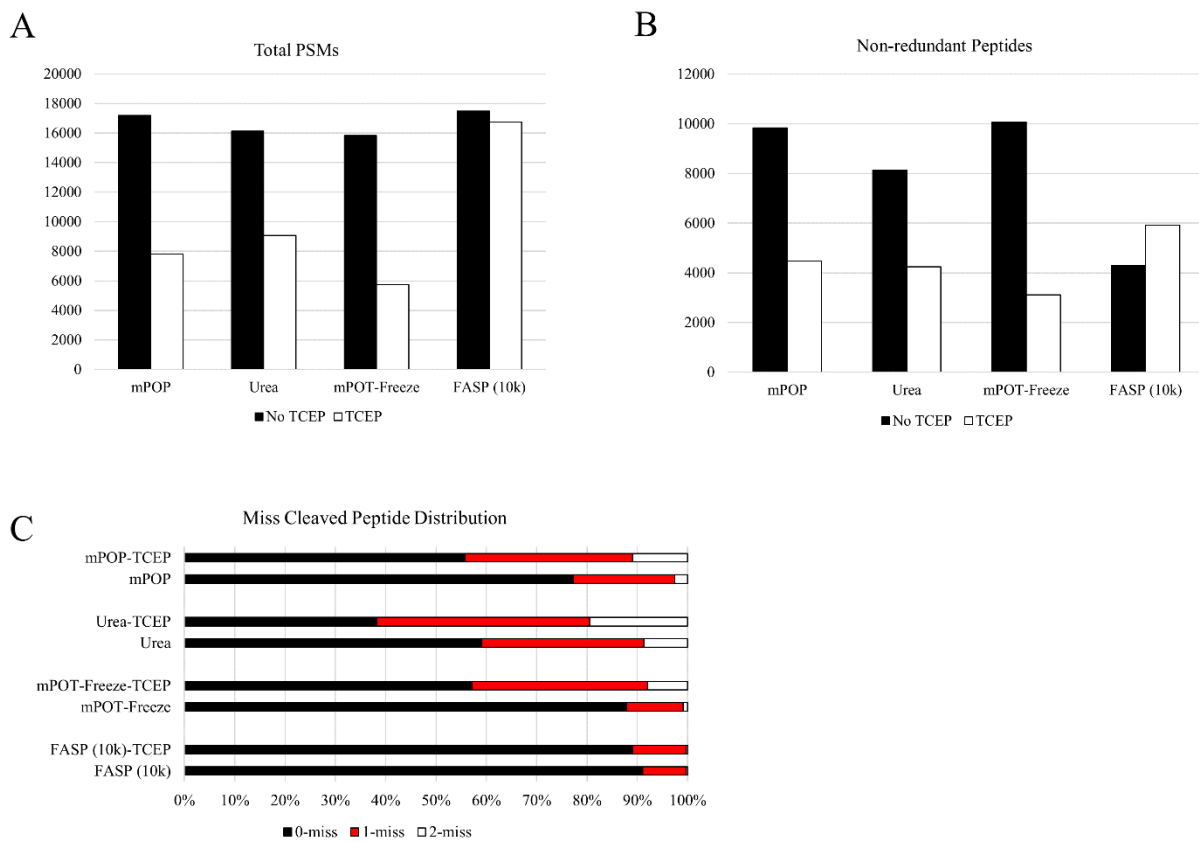 A
Total PSMs
20000
18000
16000
14000
12000
10000
8000
6000
4000
2000
0
mPOP Urea mPOT-Freeze FASP (10k)
No TCEP TCEP
B
Non-redundant Peptides
12000
10000
8000
6000
4000
2000
0
mPOP Urea mPOT-Freeze FASP (10k)
No TCEP TCEP
C
Miss Cleaved Peptide Distribution
mPOP-TCEP
mPOP
Urea-TCEP
Urea
mPOT-Freeze-TCEP
mPOT-Freeze
FASP (10k)-TCEP
FASP (10k)
0% 10% 20% 30% 40% 50% 60% 70% 80% 90% 100%
0-miss 1-miss 2-miss